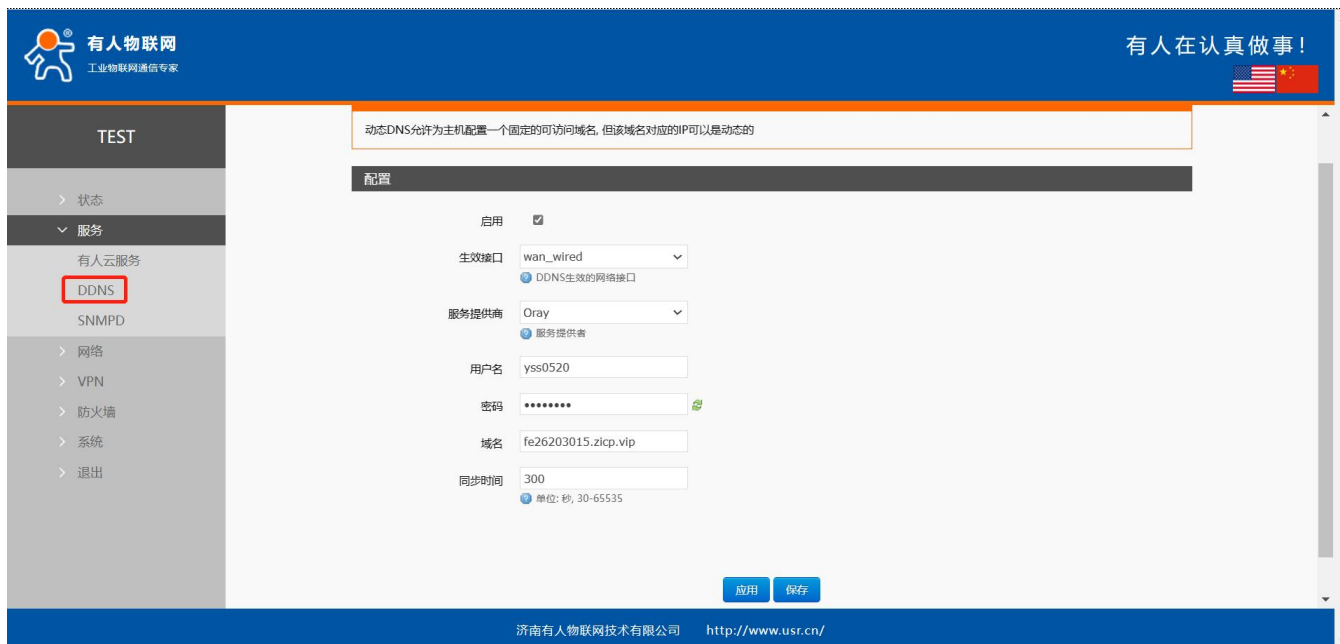 有人物联网
工业物联网通信专家
有人在认真做事!
TEST
状态
服务
有人云服务
DDNS
SNMPD
网络
VPN
防火墙
系统
退出
动态DNS允许为主机配置一个固定的可访问域名, 但该域名对应的IP可以是动态的
配置
启用
生效接口 wan_wired
DDNS生效的网络接口
服务提供商 Oray
服务提供者
用户名 yss0520
密码 ••••••••
域名 fe26203015.zicp.vip
同步时间 300
单位: 秒, 30-65535
应用 保存
济南有人物联网技术有限公司 http://www.usr.cn/